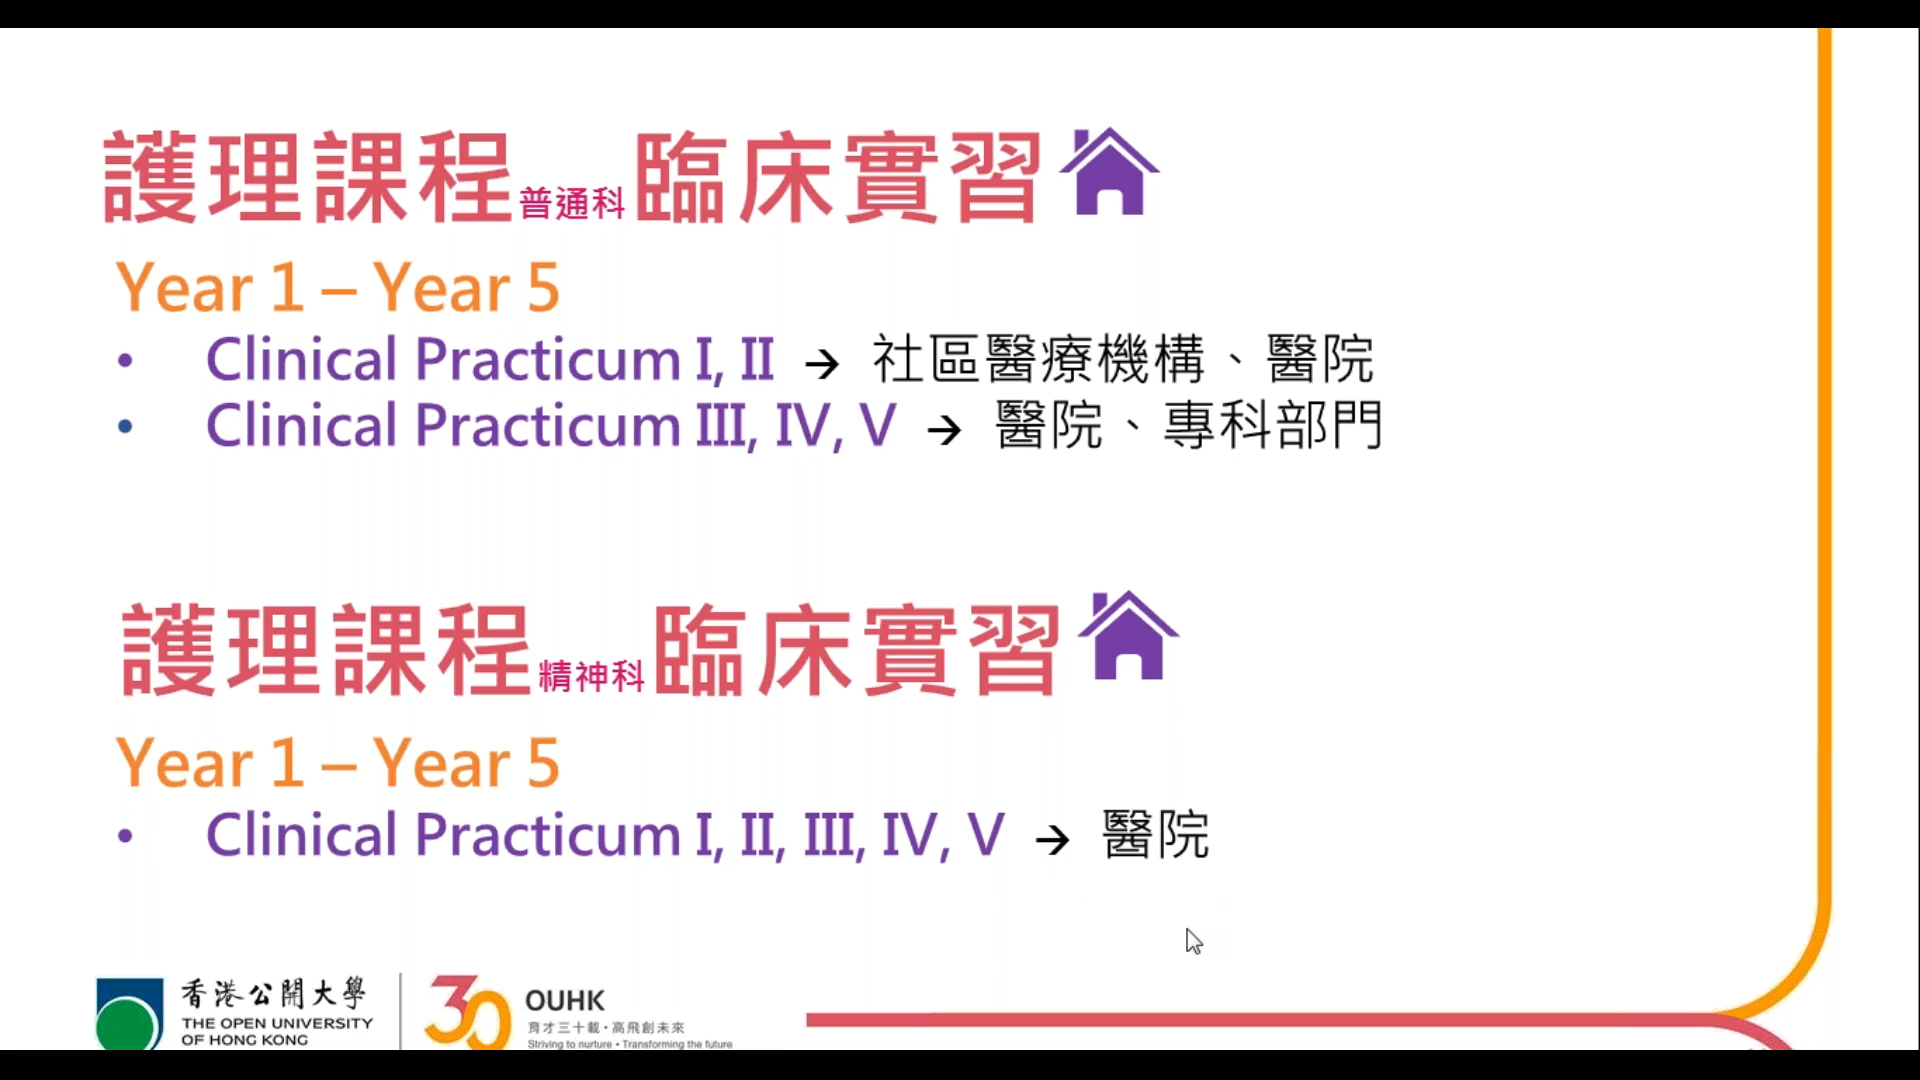 護理課程普通科臨床實習
Year 1 – Year 5
• Clinical Practicum I, II → 社區醫療機構、醫院
• Clinical Practicum III, IV, V → 醫院、專科部門
護理課程精神科臨床實習
Year 1 – Year 5
• Clinical Practicum I, II, III, IV, V → 醫院
香港公開大學
THE OPEN UNIVERSITY
OF HONG KONG
30
OUHK
育才三十載・高飛創未來
Striving to nurture • Transforming the future